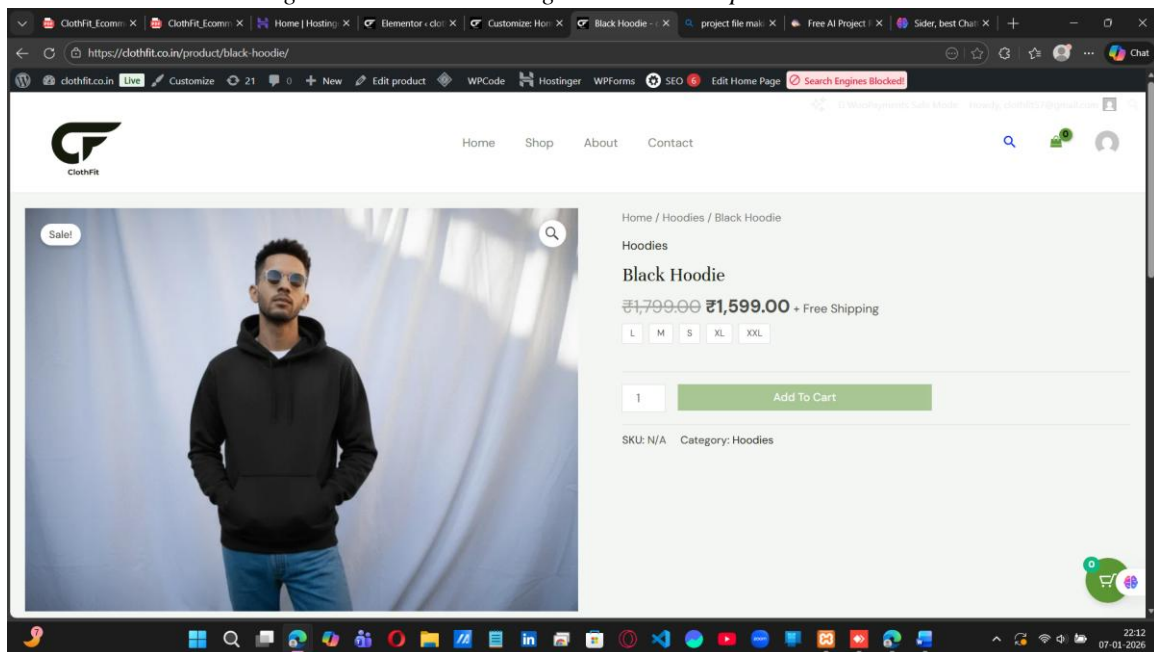 ClothFit_Ecomm
ClothFit_Ecomm
Home | Hosting
Elementor ‹ clot
Customize: Hom
Black Hoodie - c
project file maki
Free AI Project
Sider, best Chat
https://clothfit.co.in/product/black-hoodie/
Chat
clothfit.co.in Live Customize 21 0 New Edit product WPCode Hostinger WPForms SEO 6 Edit Home Page Search Engines Blocked!
CF
ClothFit
Home Shop About Contact
0
Sale!
Home / Hoodies / Black Hoodie
Hoodies
Black Hoodie
₹1,799.00 ₹1,599.00 + Free Shipping
L M S XL XXL
1 Add To Cart
SKU: N/A Category: Hoodies
0
7
22:12
07-01-2026